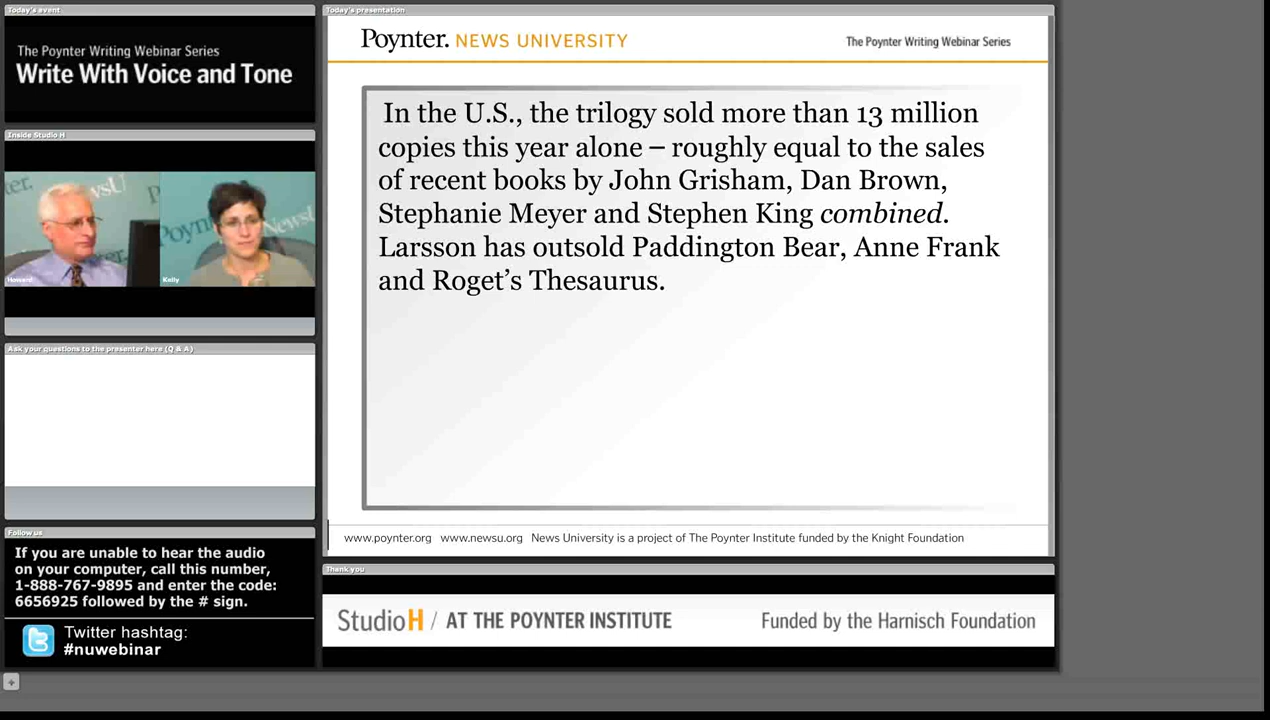 Today's event
The Poynter Writing Webinar Series
Write With Voice and Tone
Inside Studio H
Howard
Kelly
Ask your questions to the presenter here (Q & A)
Follow us
If you are unable to hear the audio
on your computer, call this number,
1-888-767-9895 and enter the code:
6656925 followed by the # sign.
Twitter hashtag:
#nuwebinar
Today's presentation
Poynter. NEWS UNIVERSITY
The Poynter Writing Webinar Series
In the U.S., the trilogy sold more than 13 million
copies this year alone – roughly equal to the sales
of recent books by John Grisham, Dan Brown,
Stephanie Meyer and Stephen King combined.
Larsson has outsold Paddington Bear, Anne Frank
and Roget’s Thesaurus.
www.poynter.org www.newsu.org News University is a project of The Poynter Institute funded by the Knight Foundation
Thank you
StudioH / AT THE POYNTER INSTITUTE
Funded by the Harnisch Foundation